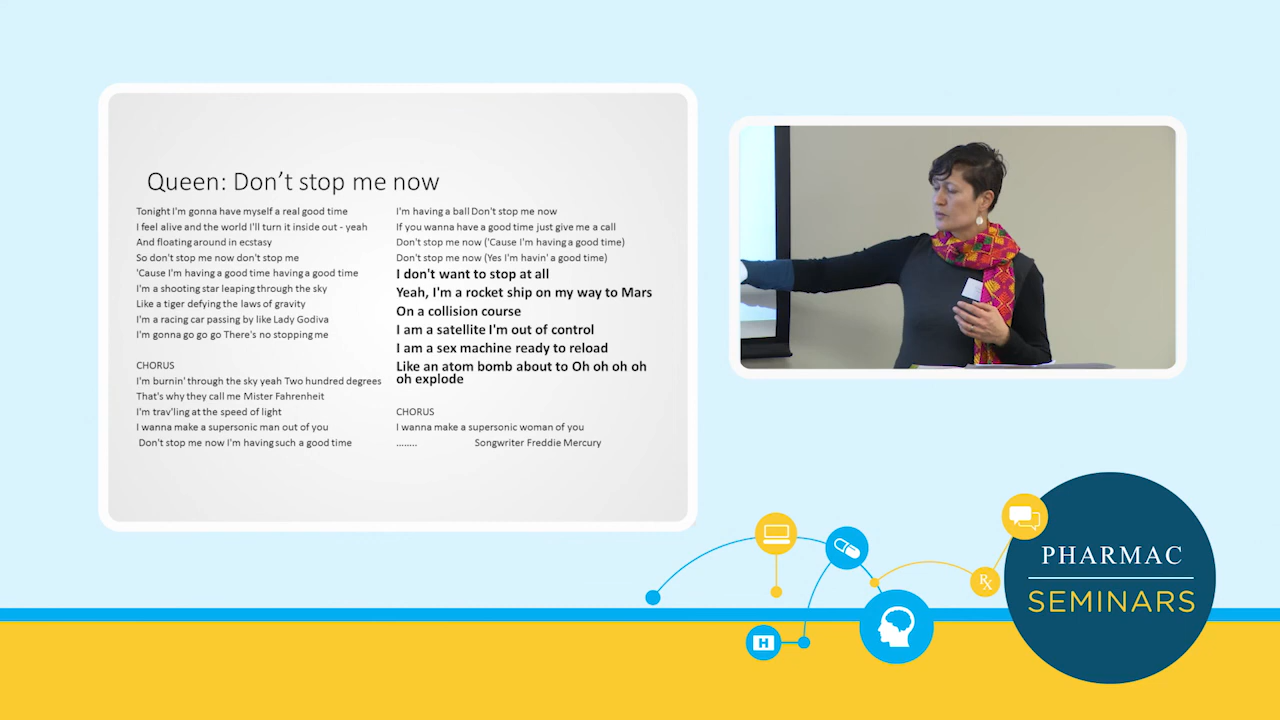 Queen: Don't stop me now
Tonight I'm gonna have myself a real good time
I feel alive and the world I'll turn it inside out - yeah
And floating around in ecstasy
So don't stop me now don't stop me
'Cause I'm having a good time having a good time
I'm a shooting star leaping through the sky
Like a tiger defying the laws of gravity
I'm a racing car passing by like Lady Godiva
I'm gonna go go go There's no stopping me
CHORUS
I'm burnin' through the sky yeah Two hundred degrees
That's why they call me Mister Fahrenheit
I'm trav'ling at the speed of light
I wanna make a supersonic man out of you
Don't stop me now I'm having such a good time
I'm having a ball Don't stop me now
If you wanna have a good time just give me a call
Don't stop me now ('Cause I'm having a good time)
Don't stop me now (Yes I'm havin' a good time)
I don't want to stop at all
Yeah, I'm a rocket ship on my way to Mars
On a collision course
I am a satellite I'm out of control
I am a sex machine ready to reload
Like an atom bomb about to Oh oh oh oh
oh explode
CHORUS
I wanna make a supersonic woman of you
........ Songwriter Freddie Mercury
PHARMAC
SEMINARS
Rx
H